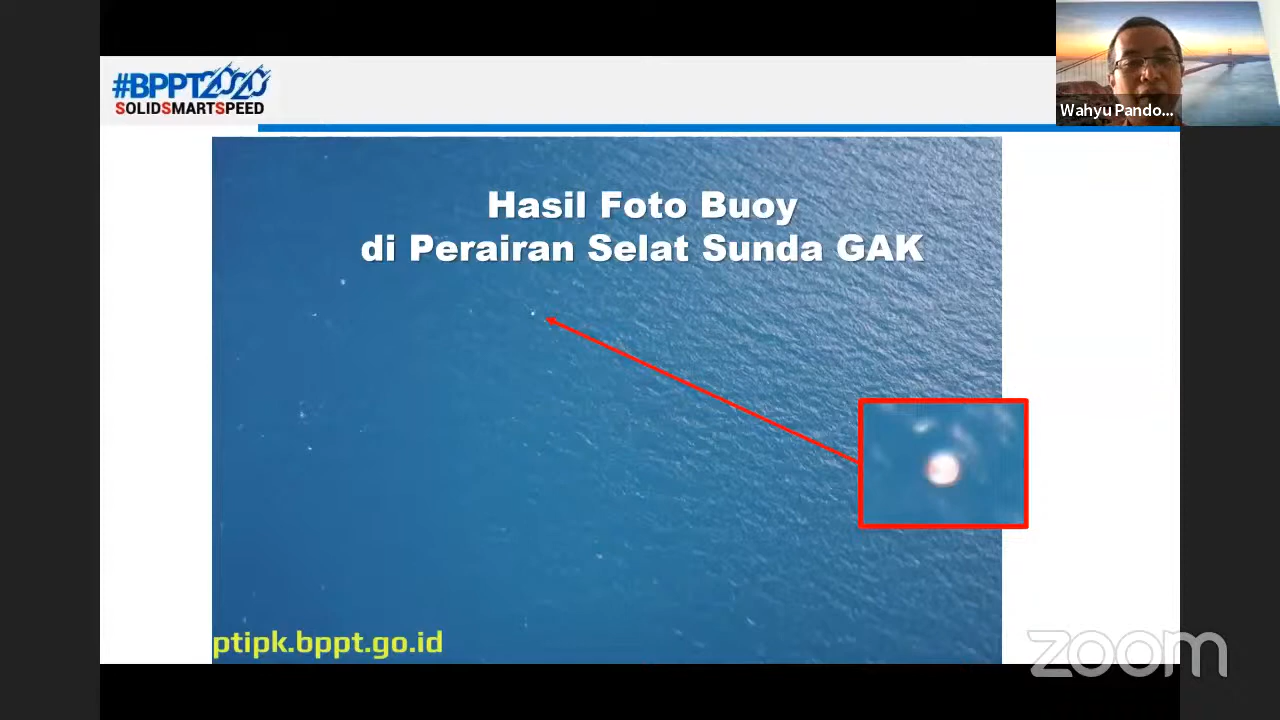 #BPPT2020
SOLIDSMARTSPEED
Wahyu Pando...
Hasil Foto Buoy
di Perairan Selat Sunda GAK
ptipk.bppt.go.id
zoom